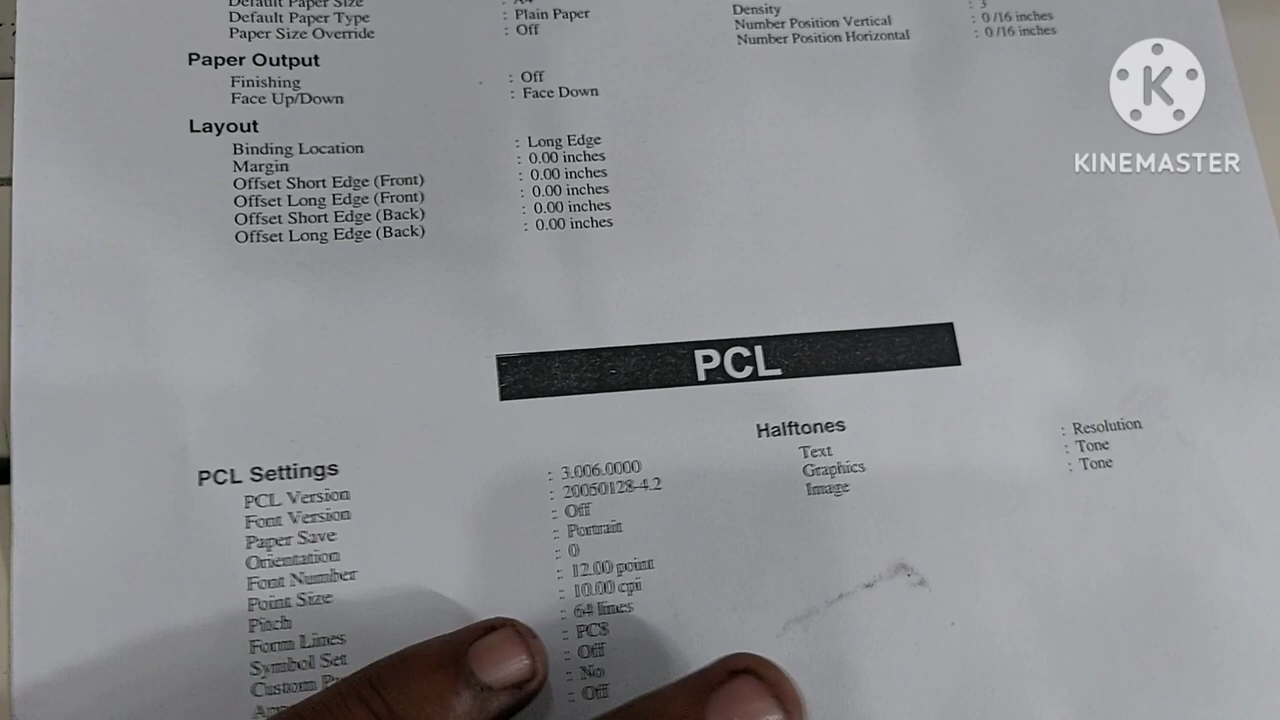 Default Paper Size : A4
Default Paper Type : Plain Paper
Paper Size Override : Off
Density : 3
Number Position Vertical : 0/16 inches
Number Position Horizontal : 0/16 inches
Paper Output
Finishing : Off
Face Up/Down : Face Down
Layout
Binding Location : Long Edge
Margin : 0.00 inches
Offset Short Edge (Front) : 0.00 inches
Offset Long Edge (Front) : 0.00 inches
Offset Short Edge (Back) : 0.00 inches
Offset Long Edge (Back) : 0.00 inches
K
KINEMASTER
PCL
PCL Settings
PCL Version : 3.006.0000
Font Version : 20050128-4.2
Paper Save : Off
Orientation : Portrait
Font Number : 0
Point Size : 12.00 point
Pitch : 10.00 cpi
Form Lines : 64 lines
Symbol Set : PC8
Custom : Off
: No
: Off
Halftones
Text : Resolution
Graphics : Tone
Image : Tone